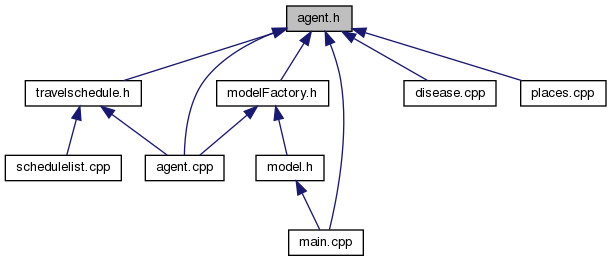 agent.h
travelschedule.h
modelFactory.h
disease.cpp
places.cpp
schedulelist.cpp
agent.cpp
model.h
main.cpp